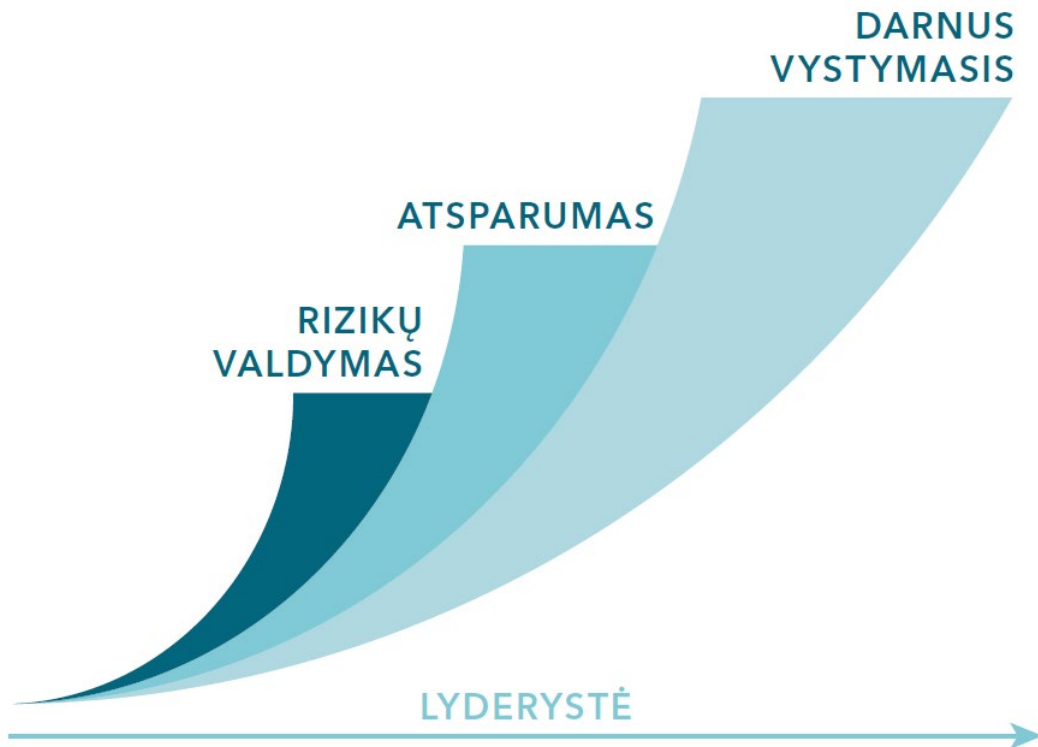 DARNUS
VYSTYMASIS
ATSPARUMAS
RIZIKŲ
VALDYMAS
LYDERYSTĖ